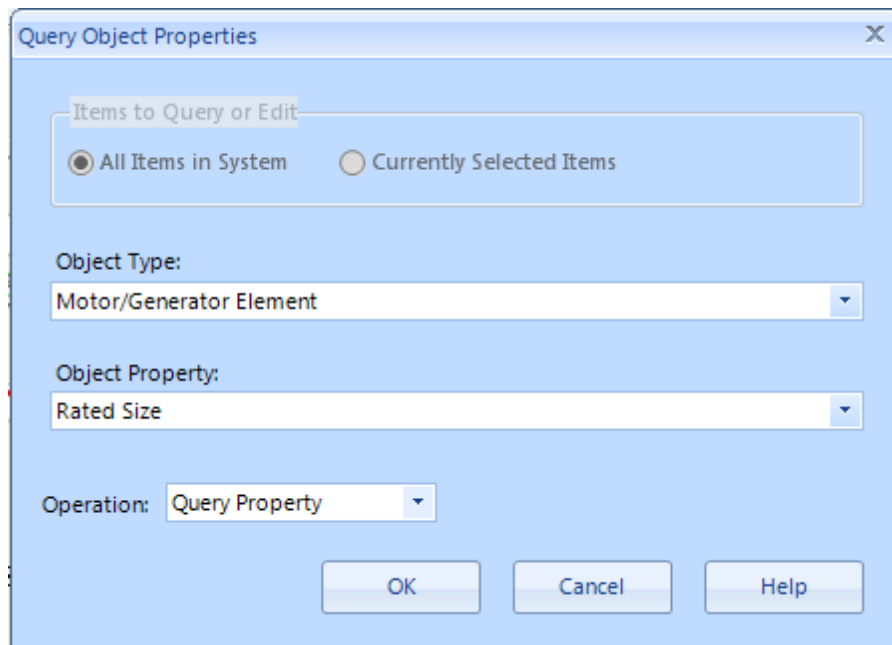 Query Object Properties
Items to Query or Edit
All Items in System Currently Selected Items
Object Type:
Motor/Generator Element
Object Property:
Rated Size
Operation: Query Property
OK Cancel Help